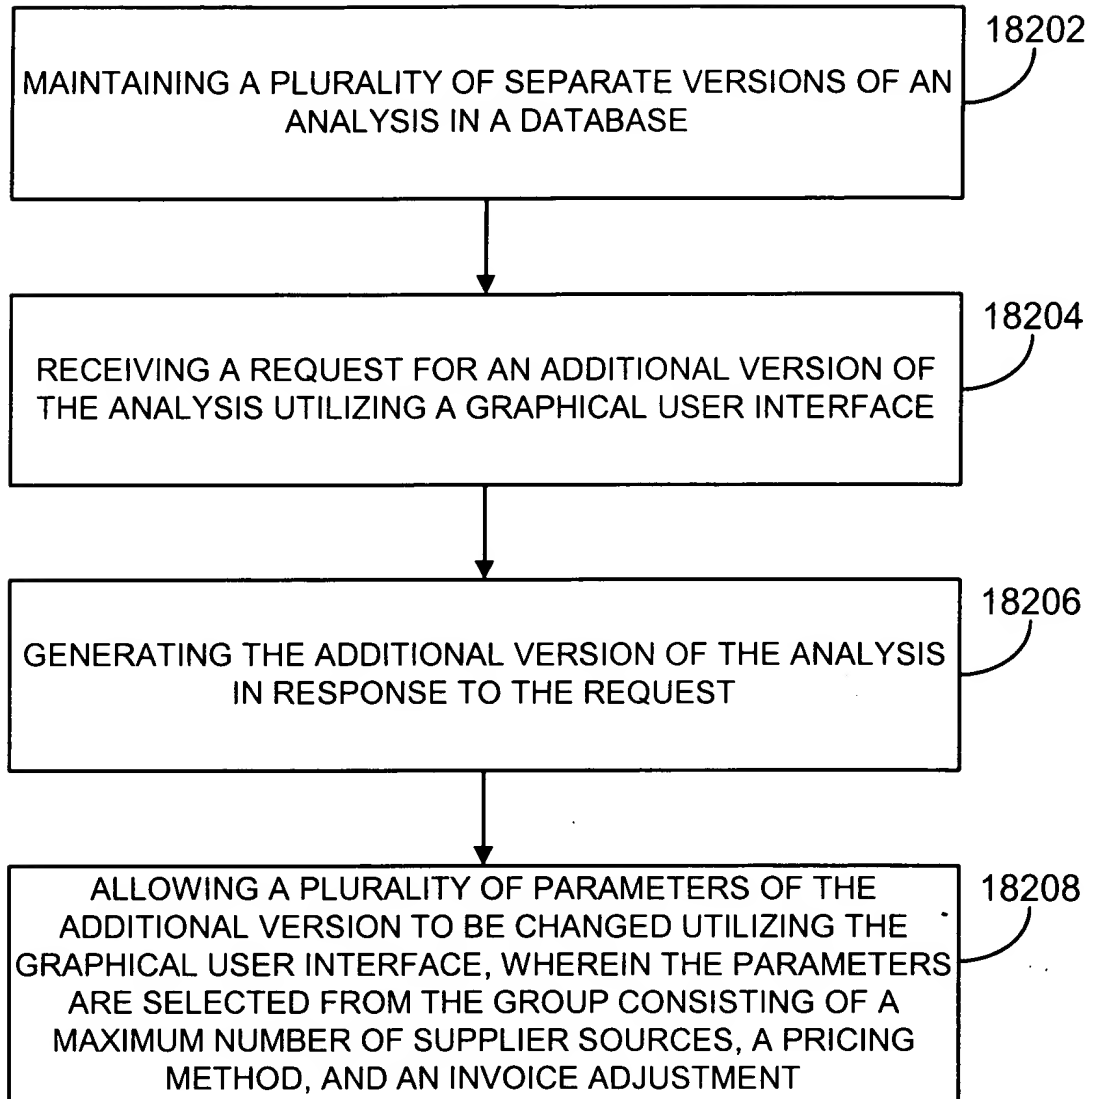 18202
MAINTAINING A PLURALITY OF SEPARATE VERSIONS OF AN
ANALYSIS IN A DATABASE
18204
RECEIVING A REQUEST FOR AN ADDITIONAL VERSION OF
THE ANALYSIS UTILIZING A GRAPHICAL USER INTERFACE
18206
GENERATING THE ADDITIONAL VERSION OF THE ANALYSIS
IN RESPONSE TO THE REQUEST
18208
ALLOWING A PLURALITY OF PARAMETERS OF THE
ADDITIONAL VERSION TO BE CHANGED UTILIZING THE
GRAPHICAL USER INTERFACE, WHEREIN THE PARAMETERS
ARE SELECTED FROM THE GROUP CONSISTING OF A
MAXIMUM NUMBER OF SUPPLIER SOURCES, A PRICING
METHOD, AND AN INVOICE ADJUSTMENT